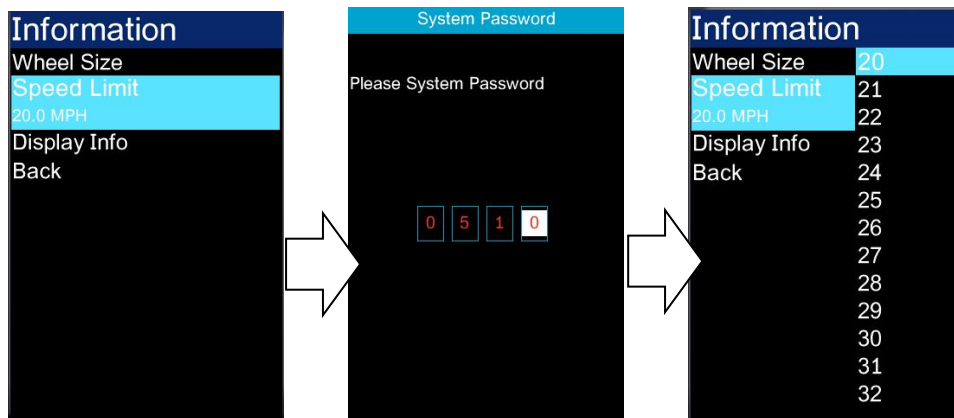 Information
Wheel Size
Speed Limit
20.0 MPH
Display Info
Back
System Password
Please System Password
0 5 1 0
Information
Wheel Size 20
Speed Limit 21
20.0 MPH 22
Display Info 23
Back 24
25
26
27
28
29
30
31
32